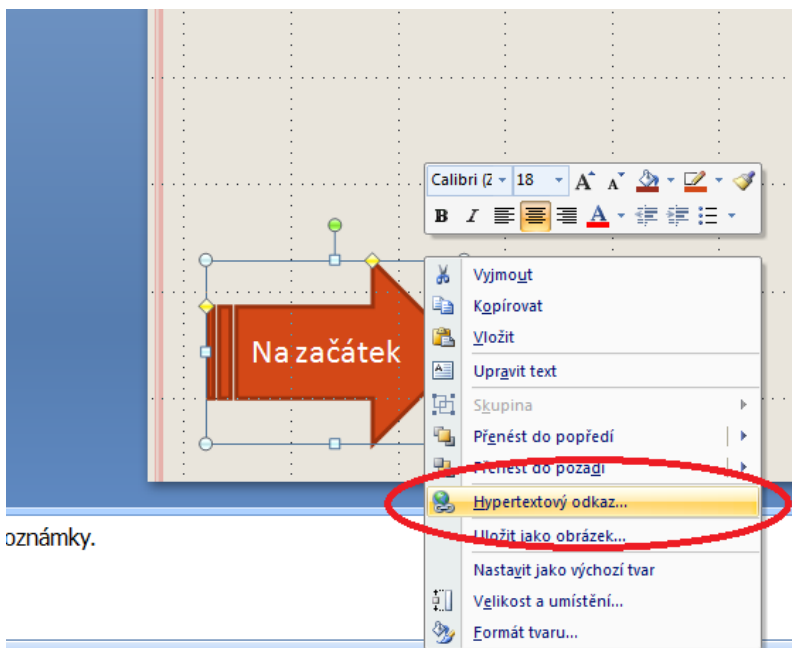 Calibri (Z 18 A A
B I A
Vyjmout
Kopírovat
Vložit
Na začátek
Upravit text
Skupina
Přenést do popředí
Přenést do pozadí
Hypertextový odkaz...
Uložit jako obrázek...
oznámky.
Nastavit jako výchozí tvar
Velikost a umístění...
Formát tvaru...